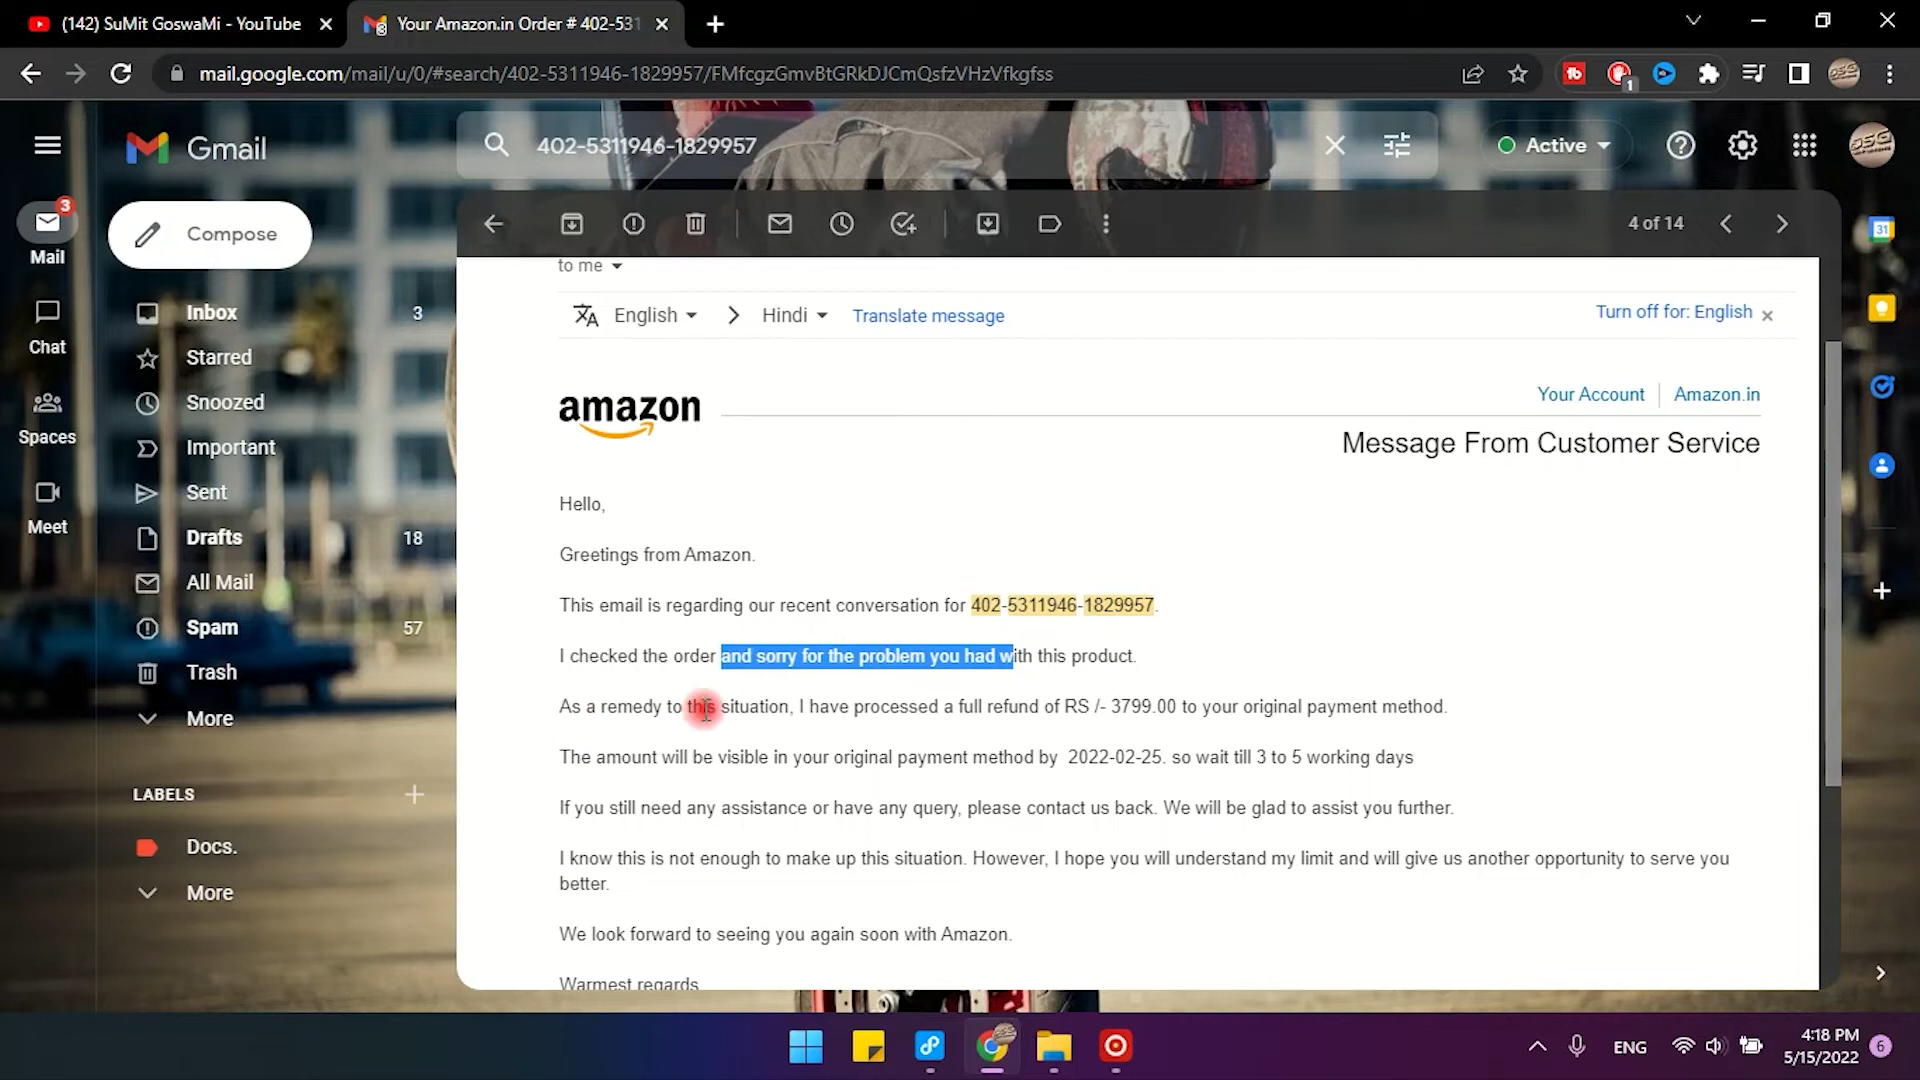 (142) SuMit GoswaMi - YouTube
Your Amazon.in Order # 402-531
mail.google.com/mail/u/0/#search/402-5311946-1829957/FMfcgzGmvBtGRkDJCmQsfzVHzVfkgfss
1
Gmail
402-5311946-1829957
Active
3
Mail
Compose
4 of 14
31
to me
English
Hindi
Translate message
Turn off for: English
Inbox 3
Chat
Starred
Snoozed
Spaces
Important
Sent
Meet
Drafts 18
All Mail
Spam 57
Trash
More
LABELS
Docs.
More
amazon
Your Account
Amazon.in
Message From Customer Service
Hello,
Greetings from Amazon.
This email is regarding our recent conversation for 402-5311946-1829957.
I checked the order and sorry for the problem you had with this product.
As a remedy to this situation, I have processed a full refund of RS /- 3799.00 to your original payment method.
The amount will be visible in your original payment method by 2022-02-25. so wait till 3 to 5 working days
If you still need any assistance or have any query, please contact us back. We will be glad to assist you further.
I know this is not enough to make up this situation. However, I hope you will understand my limit and will give us another opportunity to serve you
better.
We look forward to seeing you again soon with Amazon.
Warmest regards
ENG
4:18 PM
5/15/2022
6